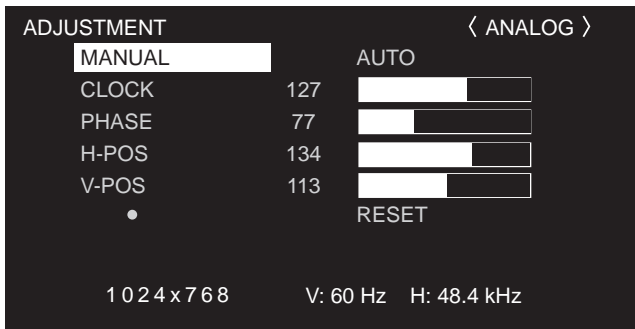 ADJUSTMENT 〈 ANALOG 〉
MANUAL AUTO
CLOCK 127
PHASE 77
H-POS 134
V-POS 113
● RESET
1024x768 V: 60 Hz H: 48.4 kHz